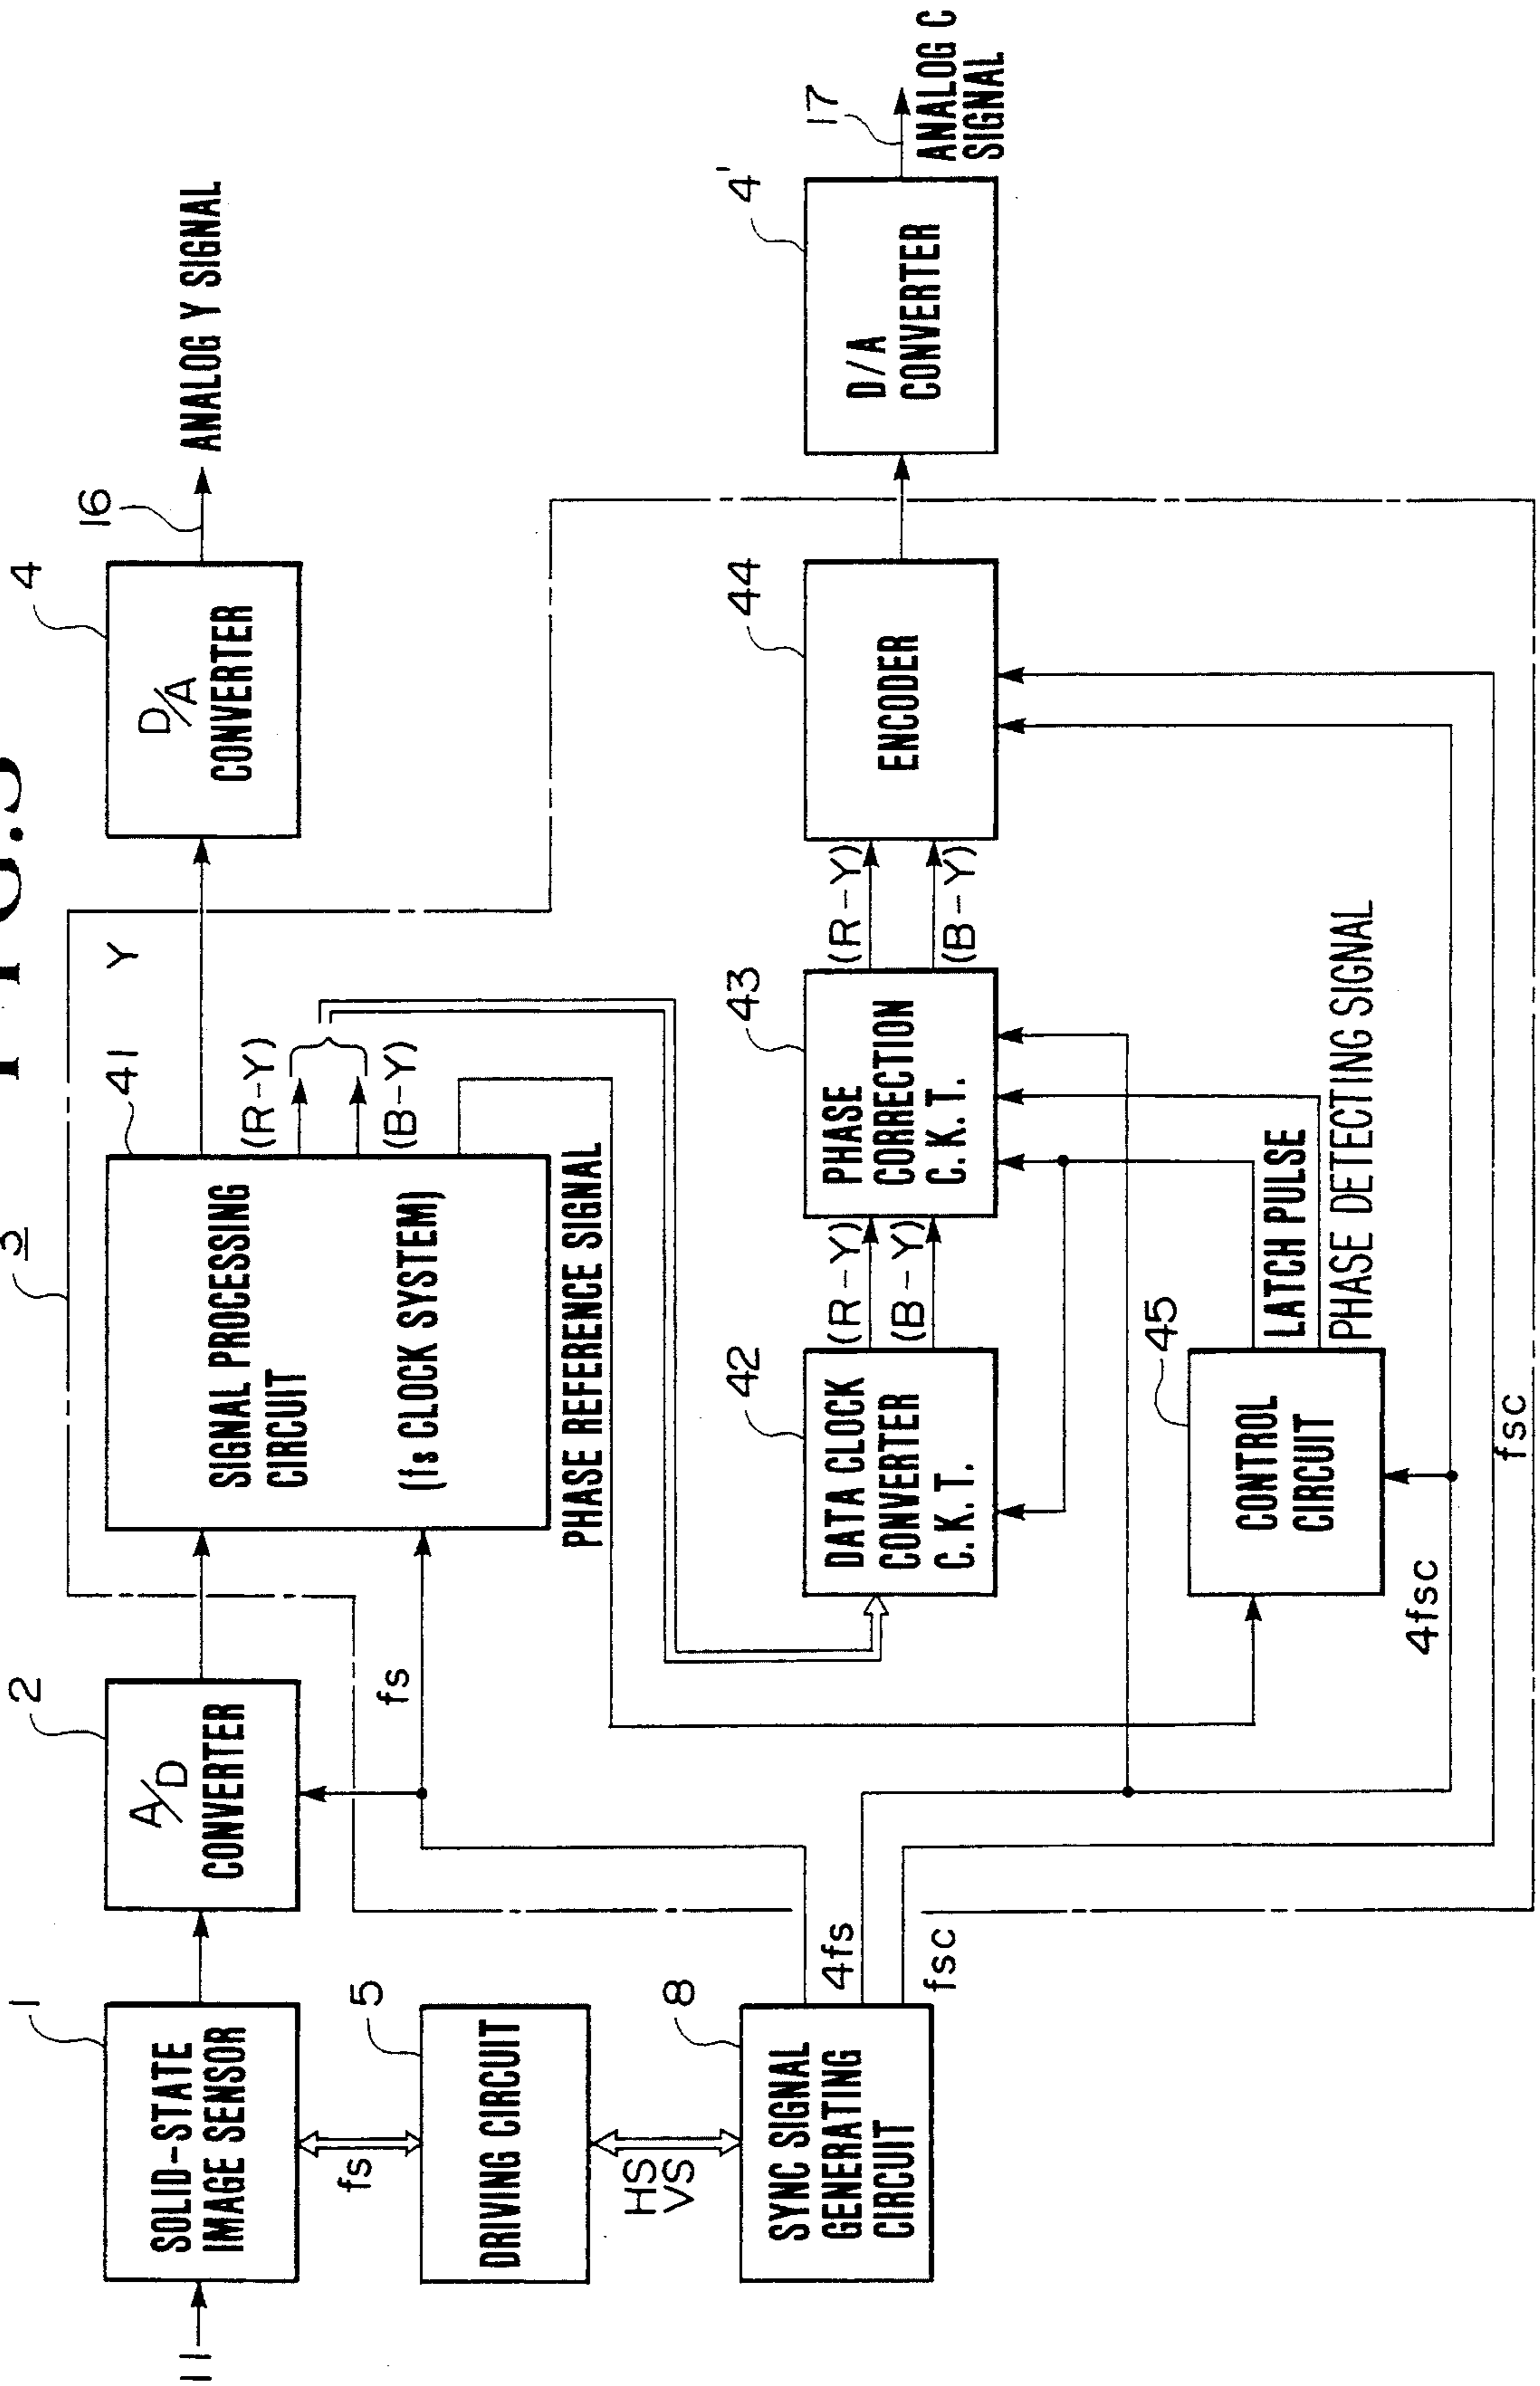 FIG.5
1
SOLID-STATE
IMAGE SENSOR
11
2
A/D
CONVERTER
3
41
SIGNAL PROCESSING
CIRCUIT
(fs CLOCK SYSTEM)
Y
(R-Y)
(B-Y)
PHASE REFERENCE SIGNAL
4
D/A
CONVERTER
16
ANALOG Y SIGNAL
fs
fs
5
DRIVING CIRCUIT
HS
VS
8
SYNC SIGNAL
GENERATING
CIRCUIT
4fs
fsc
42
DATA CLOCK
CONVERTER
C.K.T.
(R-Y)
(B-Y)
43
PHASE
CORRECTION
C.K.T.
(R-Y)
(B-Y)
44
ENCODER
4'
D/A
CONVERTER
17
ANALOG C
SIGNAL
45
CONTROL
CIRCUIT
LATCH PULSE
PHASE DETECTING SIGNAL
4fsc
fsc